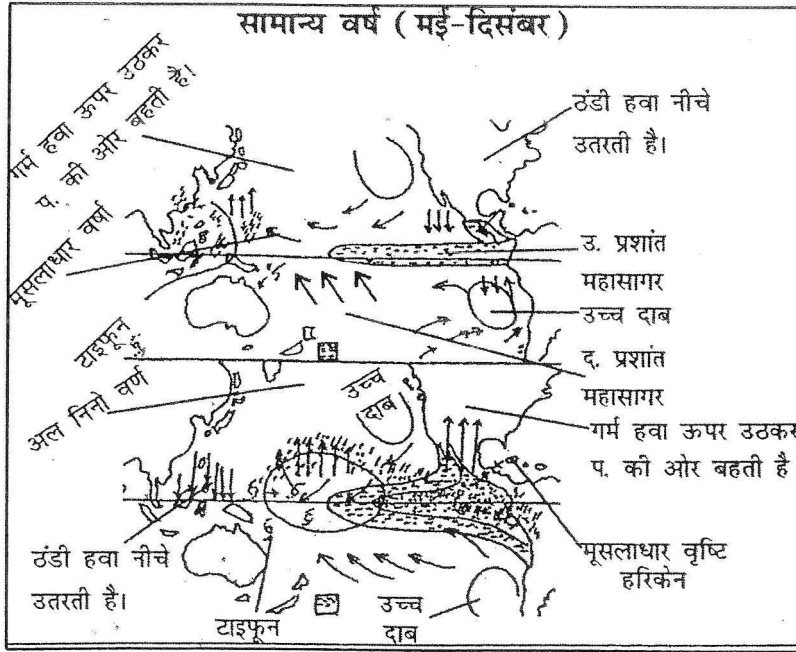 सामान्य वर्ष ( मई-दिसंबर )
गर्म हवा ऊपर उठकर
प. की ओर बहती है।
ठंडी हवा नीचे
उतरती है।
मूसलाधार वर्षा
उ. प्रशांत
महासागर
उच्च दाब
टाइफून
द. प्रशांत
महासागर
अल निनो वर्ण
उच्च
दाब
गर्म हवा ऊपर उठकर
प. की ओर बहती है
ठंडी हवा नीचे
उतरती है।
मूसलाधार वृष्टि
हरिकेन
टाइफून
उच्च
दाब